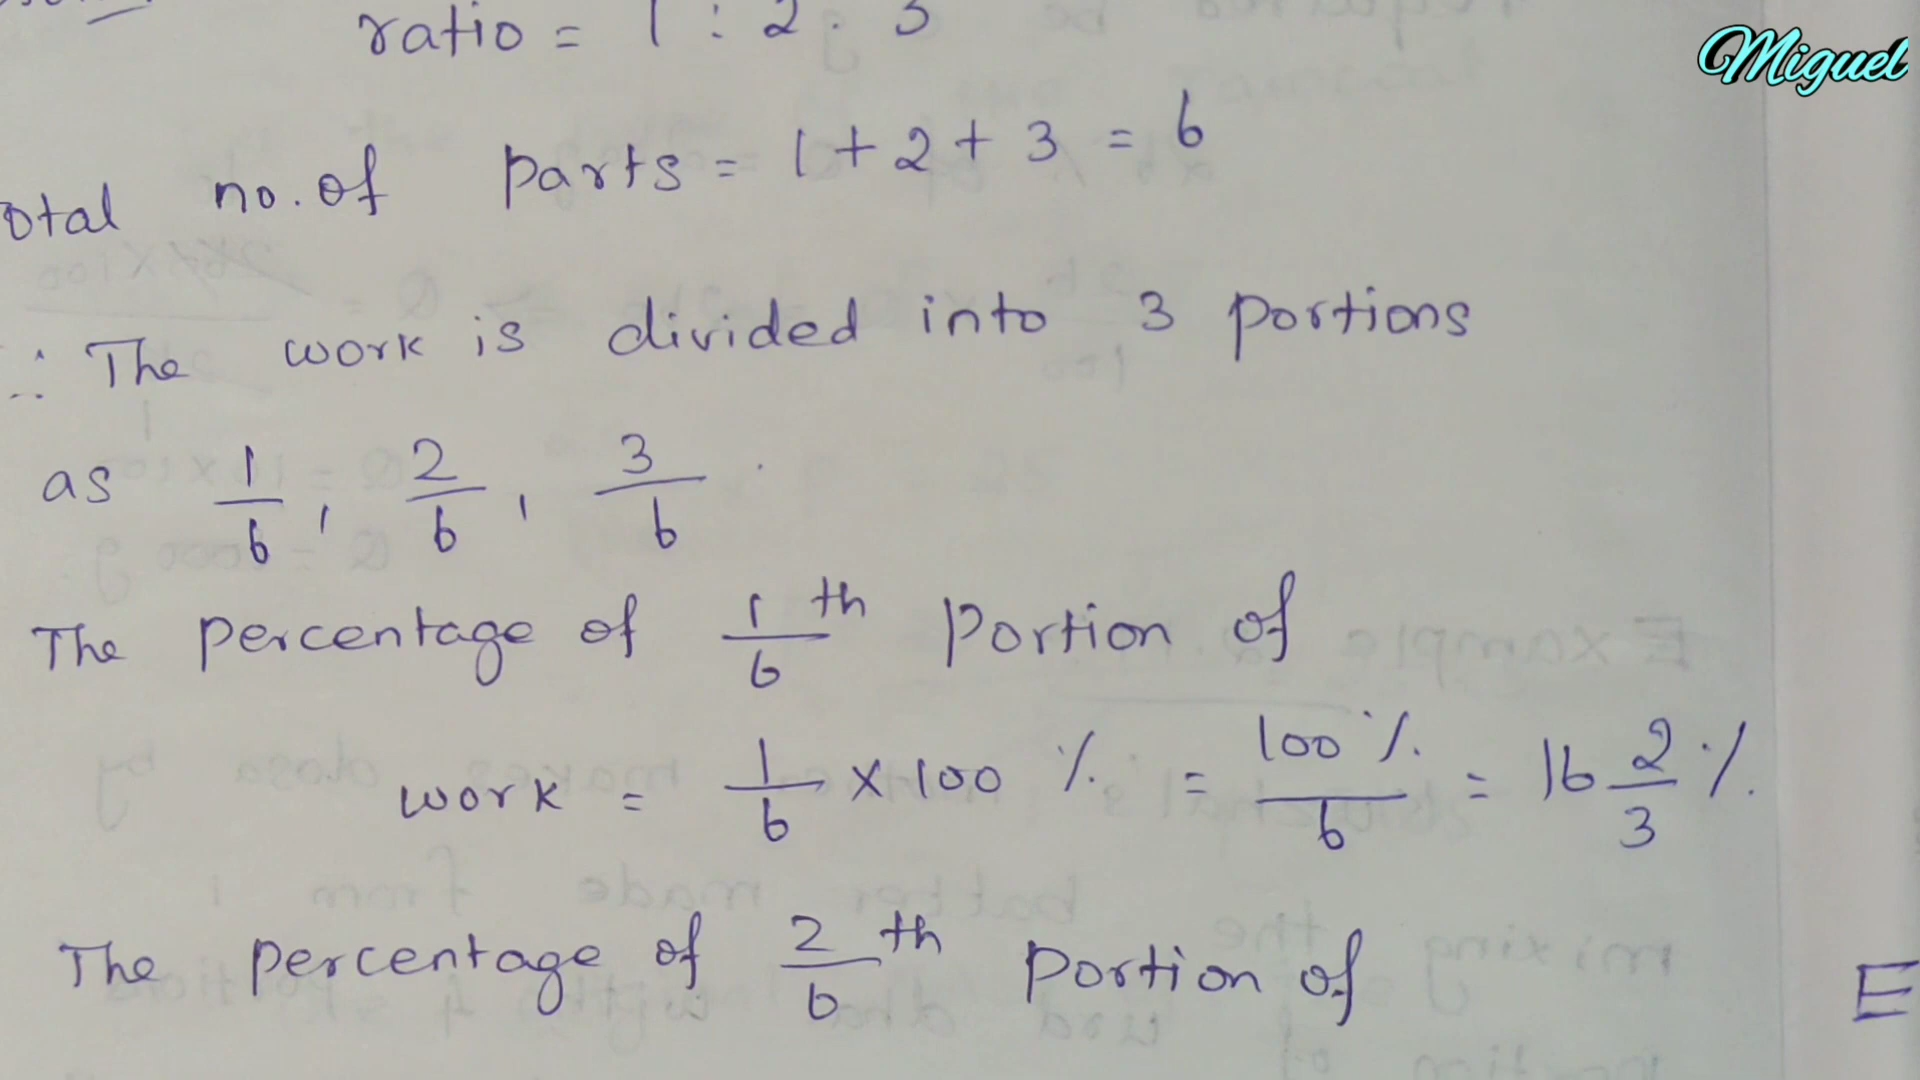 ratio = 1 : 2 : 3
Miguel
otal no. of parts = 1 + 2 + 3 = 6
∴ The work is divided into 3 portions
as 1/6, 2/6, 3/6.
The percentage of 1/6 th portion of
work = 1/6 × 100 % = 100 % / 6 = 16 2/3 %.
The percentage of 2/6 th portion of
E